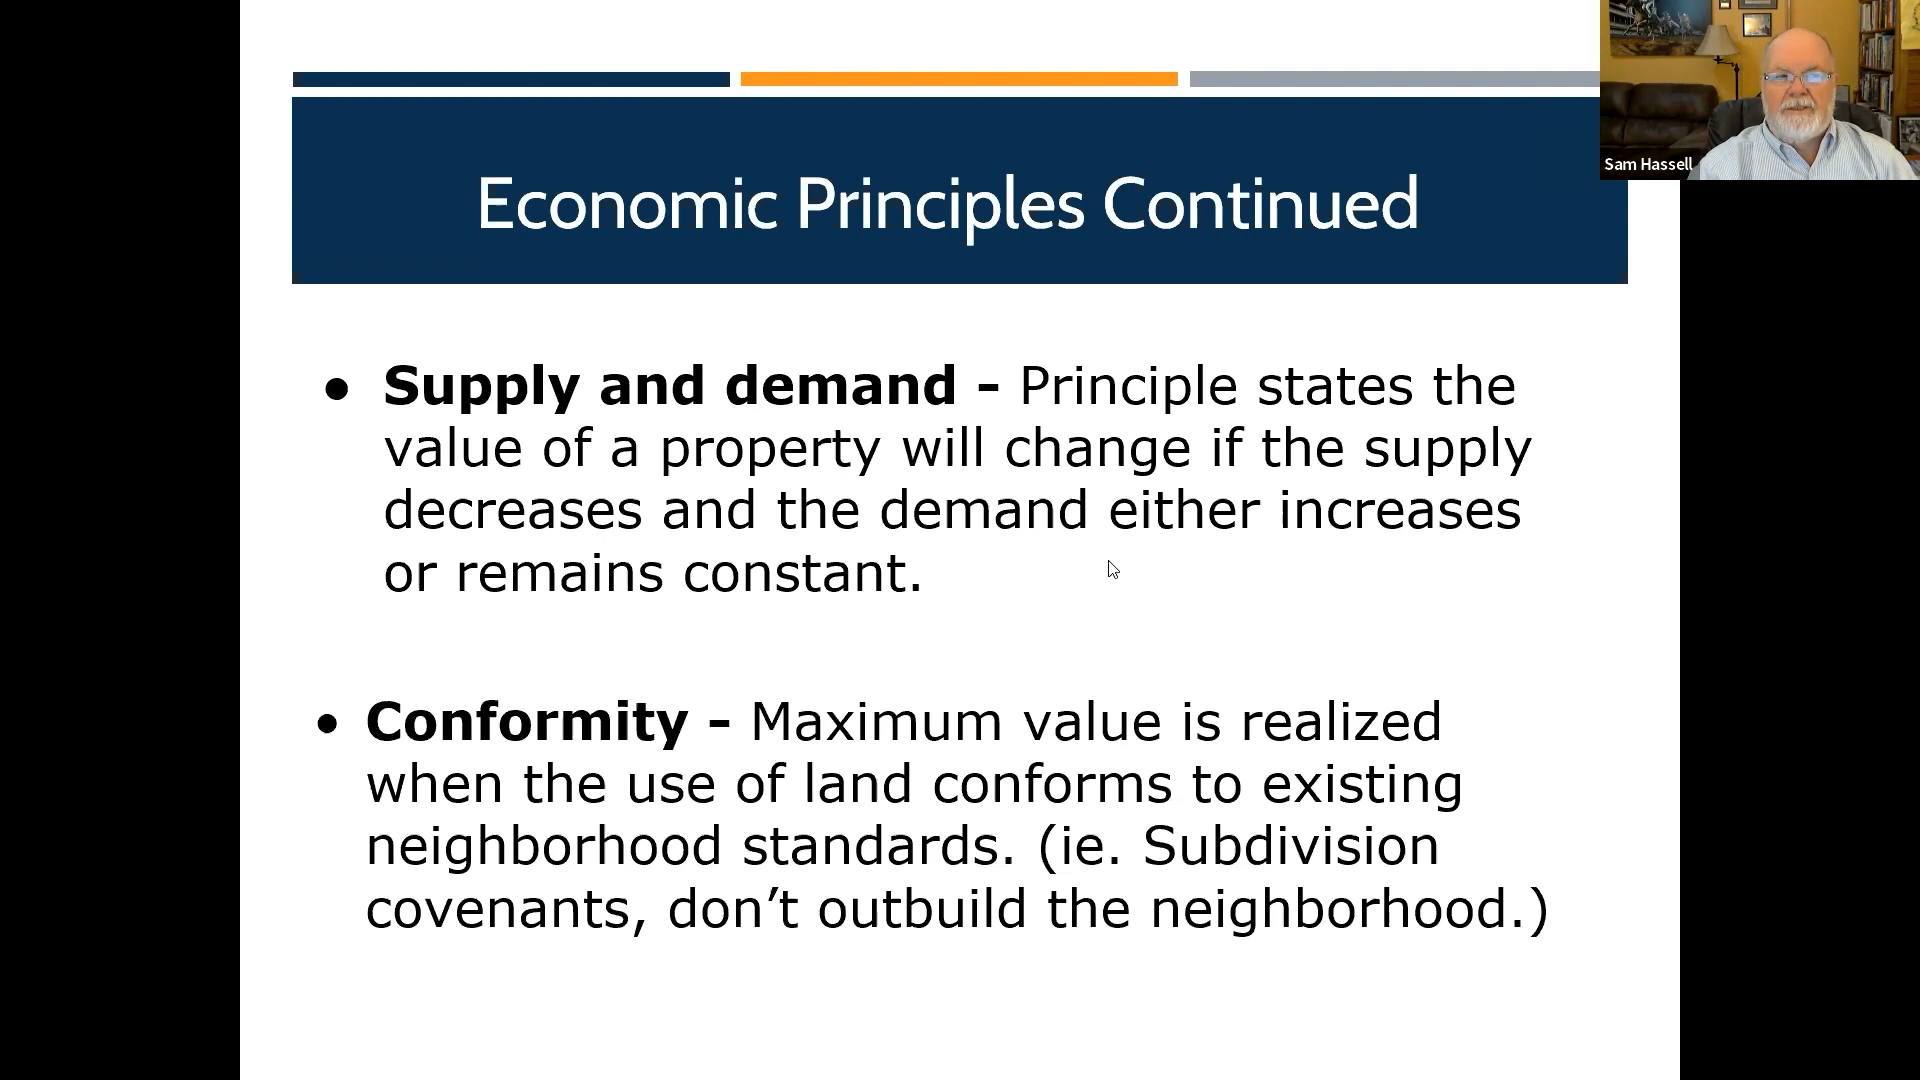 Economic Principles Continued
Sam Hassell
● Supply and demand – Principle states the
value of a property will change if the supply
decreases and the demand either increases
or remains constant.
• Conformity – Maximum value is realized
when the use of land conforms to existing
neighborhood standards. (ie. Subdivision
covenants, don’t outbuild the neighborhood.)